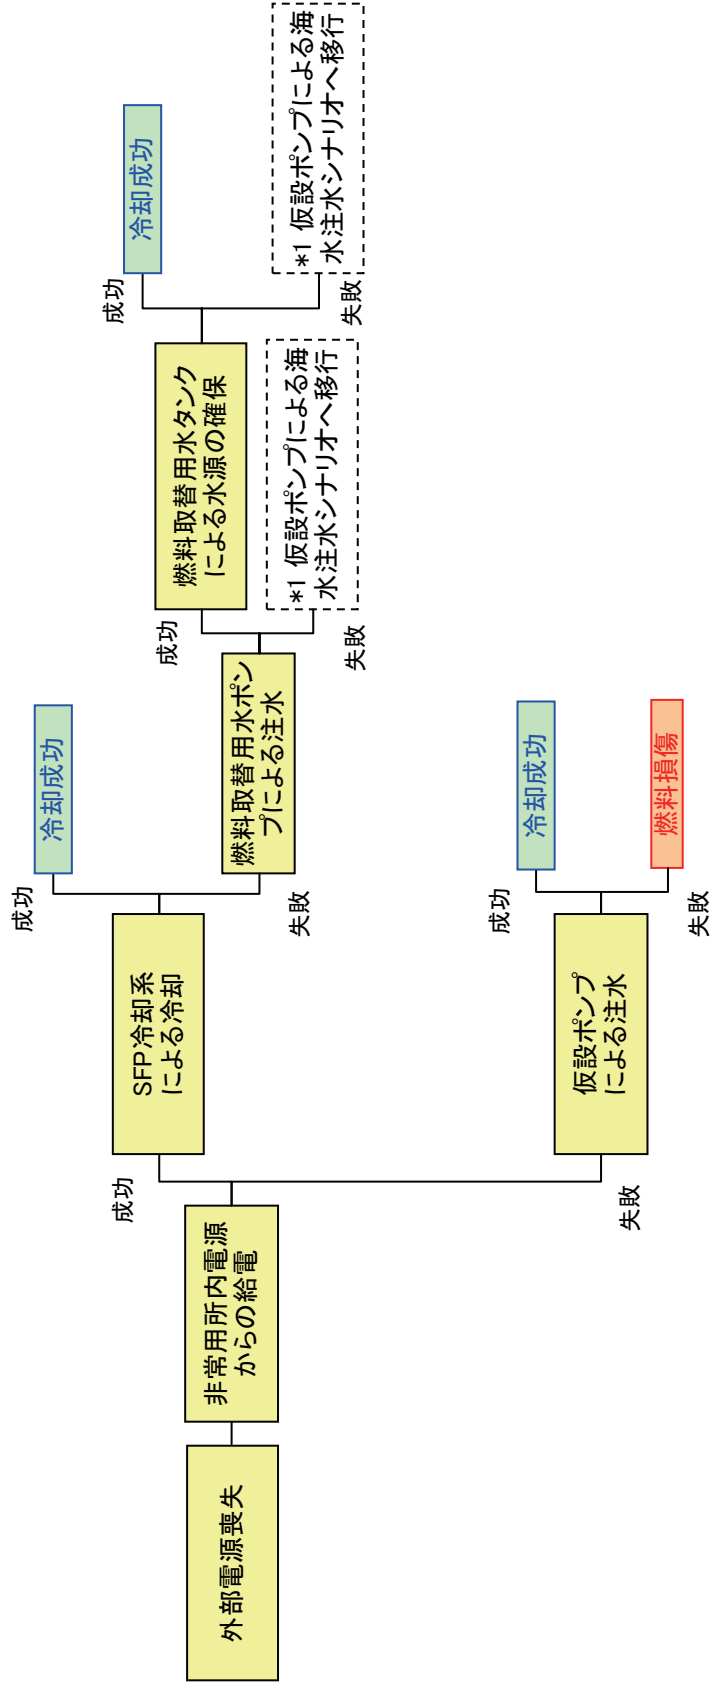 外部電源喪失
非常用所内電源
からの給電
成功
失敗
SFP冷却系
による冷却
成功
失敗
冷却成功
燃料取替用水ポン
プによる注水
成功
失敗
燃料取替用水タンク
による水源の確保
*1 仮設ポンプによる海
水注水シナリオへ移行
成功
失敗
冷却成功
*1 仮設ポンプによる海
水注水シナリオへ移行
仮設ポンプ
による注水
成功
失敗
冷却成功
燃料損傷